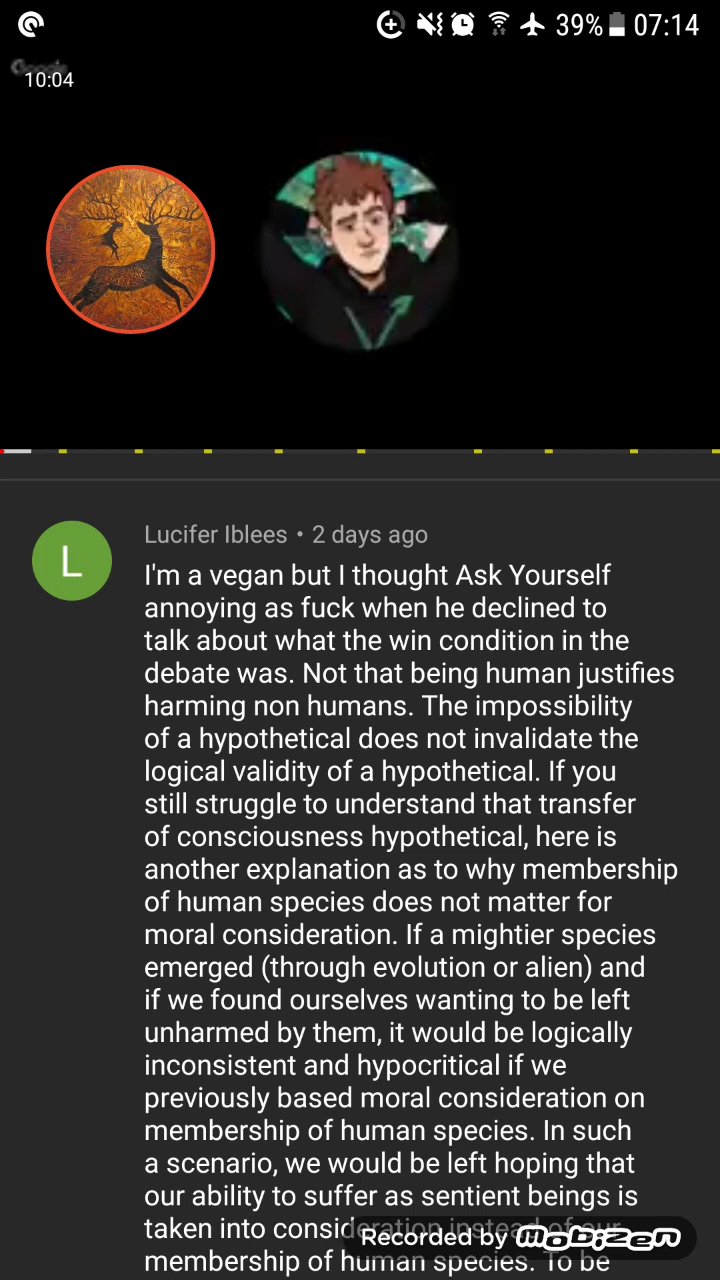 39% 07:14
Google
10:04
L
Lucifer Iblees • 2 days ago
I'm a vegan but I thought Ask Yourself
annoying as fuck when he declined to
talk about what the win condition in the
debate was. Not that being human justifies
harming non humans. The impossibility
of a hypothetical does not invalidate the
logical validity of a hypothetical. If you
still struggle to understand that transfer
of consciousness hypothetical, here is
another explanation as to why membership
of human species does not matter for
moral consideration. If a mightier species
emerged (through evolution or alien) and
if we found ourselves wanting to be left
unharmed by them, it would be logically
inconsistent and hypocritical if we
previously based moral consideration on
membership of human species. In such
a scenario, we would be left hoping that
our ability to suffer as sentient beings is
taken into consideration instead of our
Recorded by mobizen
membership of human species. To be